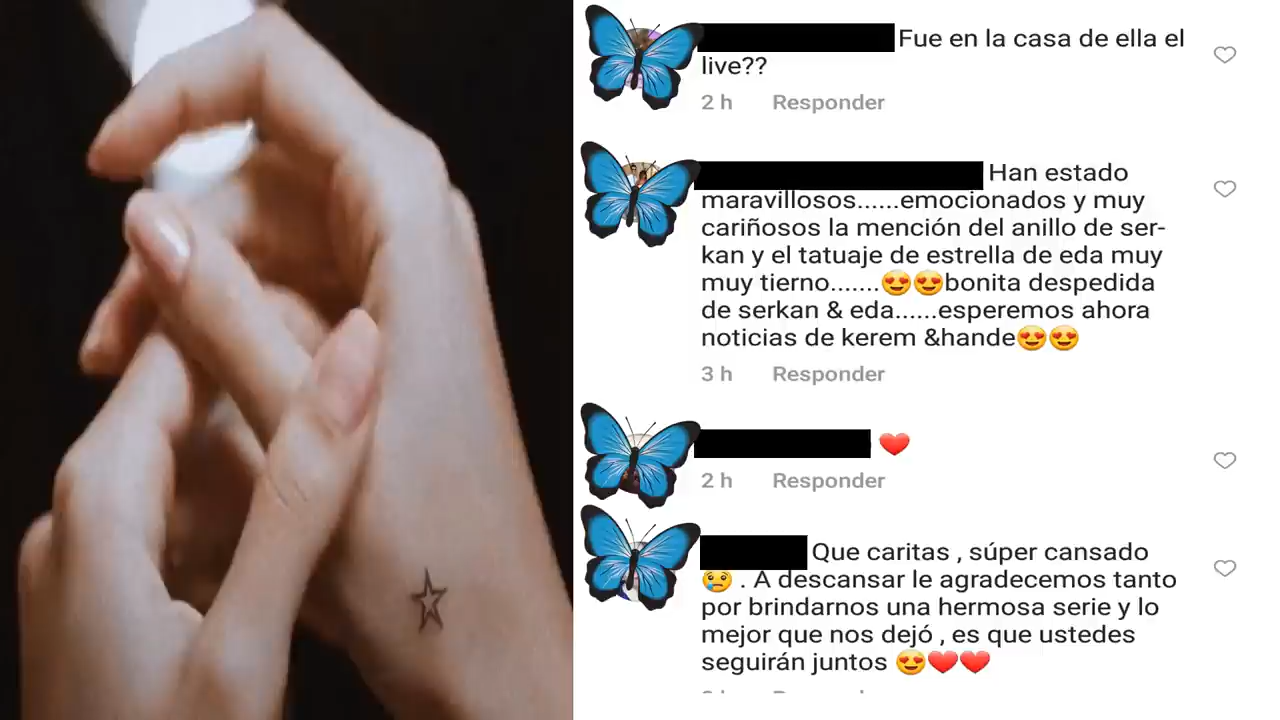 Fue en la casa de ella el
live??
2 h Responder
Han estado
maravillosos......emocionados y muy
cariñosos la mención del anillo de ser-
kan y el tatuaje de estrella de eda muy
muy tierno.......😍😍bonita despedida
de serkan & eda......esperemos ahora
noticias de kerem &hande😍😍
3 h Responder
❤️
2 h Responder
Que caritas , súper cansado
😢 . A descansar le agradecemos tanto
por brindarnos una hermosa serie y lo
mejor que nos dejó , es que ustedes
seguirán juntos 😍❤️❤️